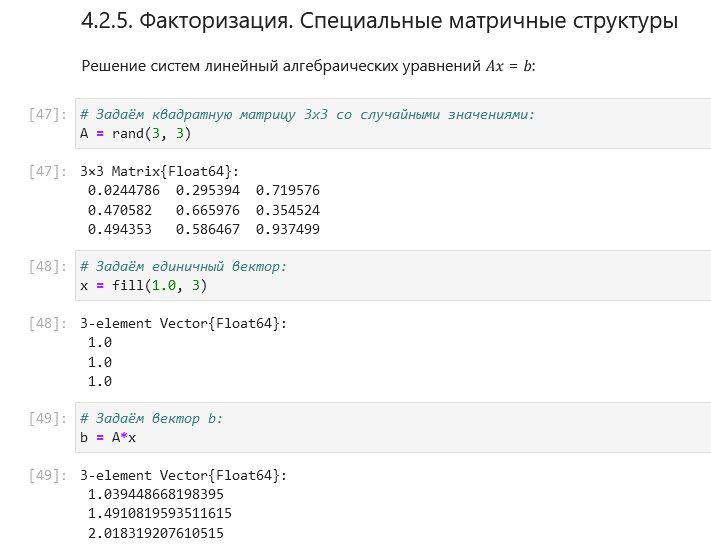 4.2.5. Факторизация. Специальные матричные структуры
Решение систем линейный алгебраических уравнений Ax = b:
[47]: # Задаём квадратную матрицу 3x3 со случайными значениями:
A = rand(3, 3)
[47]: 3×3 Matrix{Float64}:
0.0244786 0.295394 0.719576
0.470582 0.665976 0.354524
0.494353 0.586467 0.937499
[48]: # Задаём единичный вектор:
x = fill(1.0, 3)
[48]: 3-element Vector{Float64}:
1.0
1.0
1.0
[49]: # Задаём вектор b:
b = A*x
[49]: 3-element Vector{Float64}:
1.039448668198395
1.4910819593511615
2.018319207610515